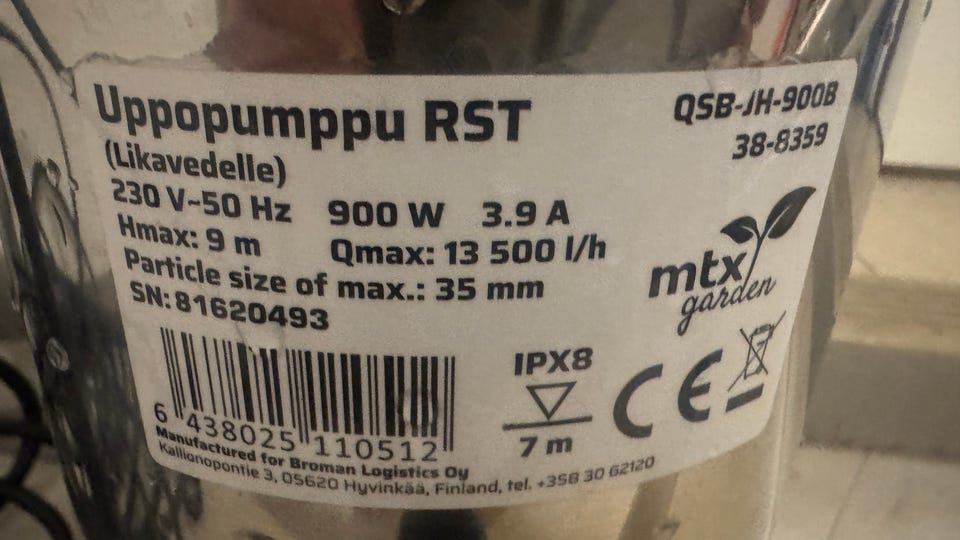 Uppopumppu RST
QSB-JH-900B
(Likavedelle)
38-8359
230 V~50 Hz 900 W 3.9 A
Hmax: 9 m Qmax: 13 500 l/h
Particle size of max.: 35 mm
SN: 81620493
mtx
garden
IPX8
7 m
CE
6 438025 110512
Manufactured for Broman Logistics Oy
Kallionopontie 3, 05620 Hyvinkää, Finland, tel. +358 30 62120